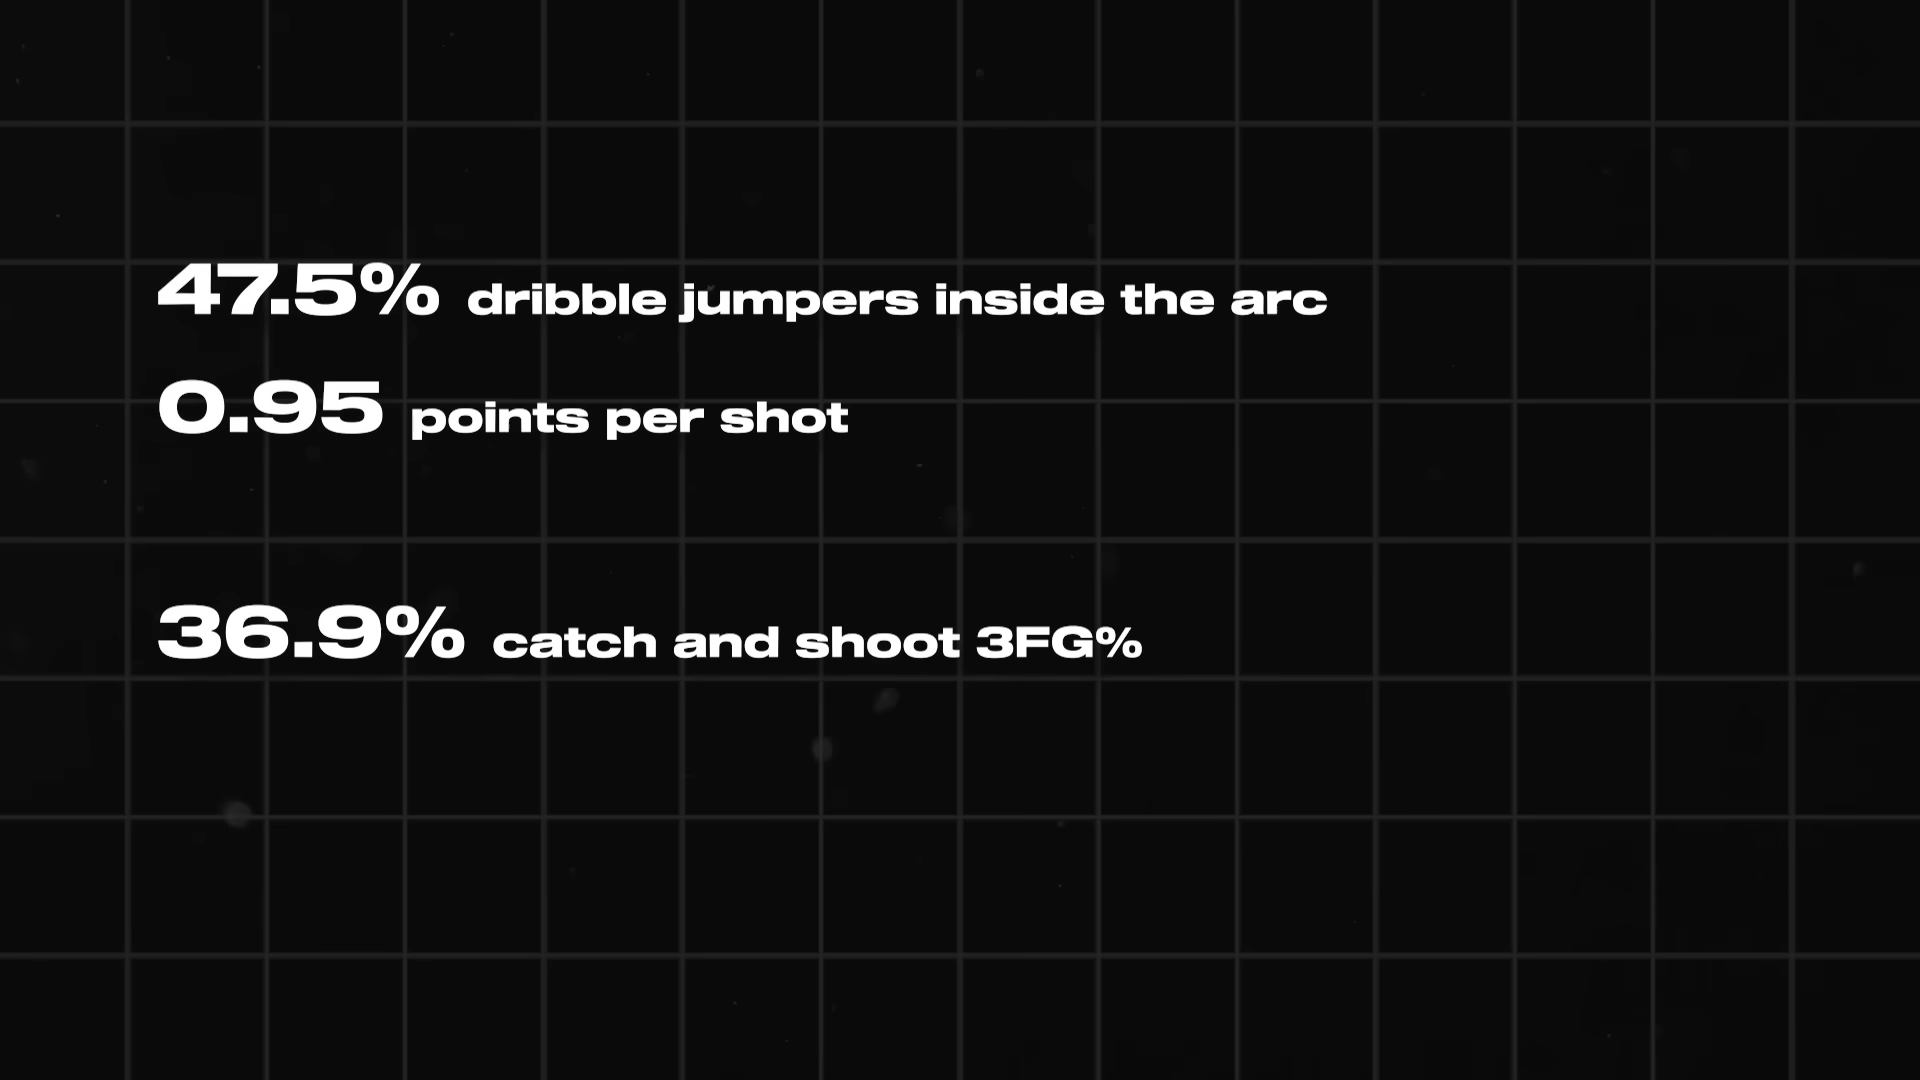 47.5% dribble jumpers inside the arc
0.95 points per shot
36.9% catch and shoot 3FG%